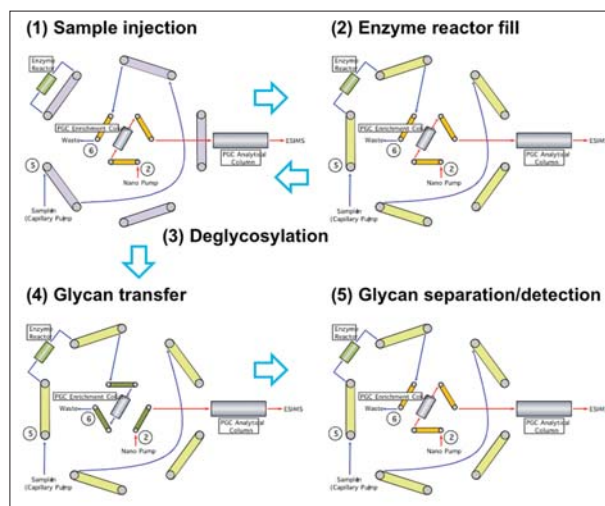 (1) Sample injection
Enzyme
Reactor
PGC Enrichment Col
Waste
6
5
2
Nano Pump
Sample
(Capillary Pump
PGC Analytical
Column
ESIMS
(2) Enzyme reactor fill
Enzyme
Reactor
PGC Enrichment Col
Waste
6
5
2
Nano Pump
Sample
(Capillary Pump
PGC Analytical
Column
ESIMS
(3) Deglycosylation
(4) Glycan transfer
Enzyme
Reactor
PGC Enrichment Col
Waste
6
5
2
Nano Pump
Sample
(Capillary Pump
PGC Analytical
Column
ESIMS
(5) Glycan separation/detection
Enzyme
Reactor
PGC Enrichment Col
Waste
6
5
2
Nano Pump
Sample
(Capillary Pump
PGC Analytical
Column
ESIMS